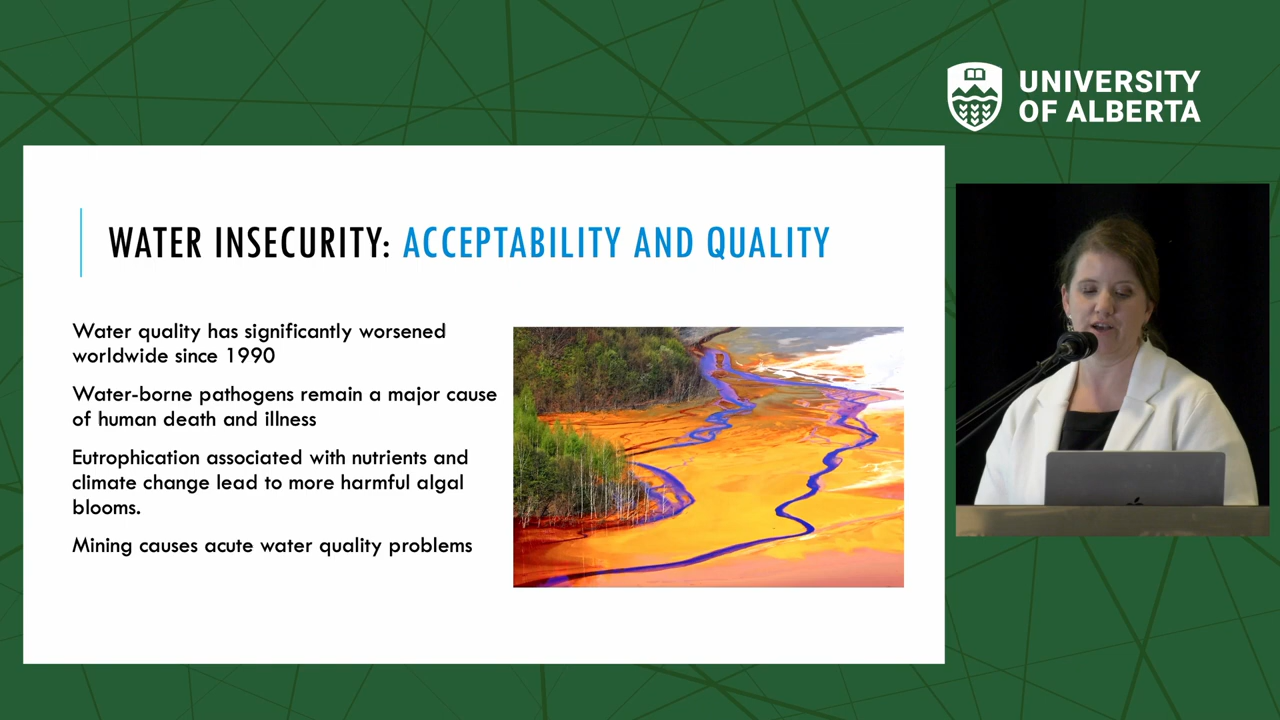 UNIVERSITY
OF ALBERTA
WATER INSECURITY: ACCEPTABILITY AND QUALITY
Water quality has significantly worsened
worldwide since 1990
Water-borne pathogens remain a major cause
of human death and illness
Eutrophication associated with nutrients and
climate change lead to more harmful algal
blooms.
Mining causes acute water quality problems